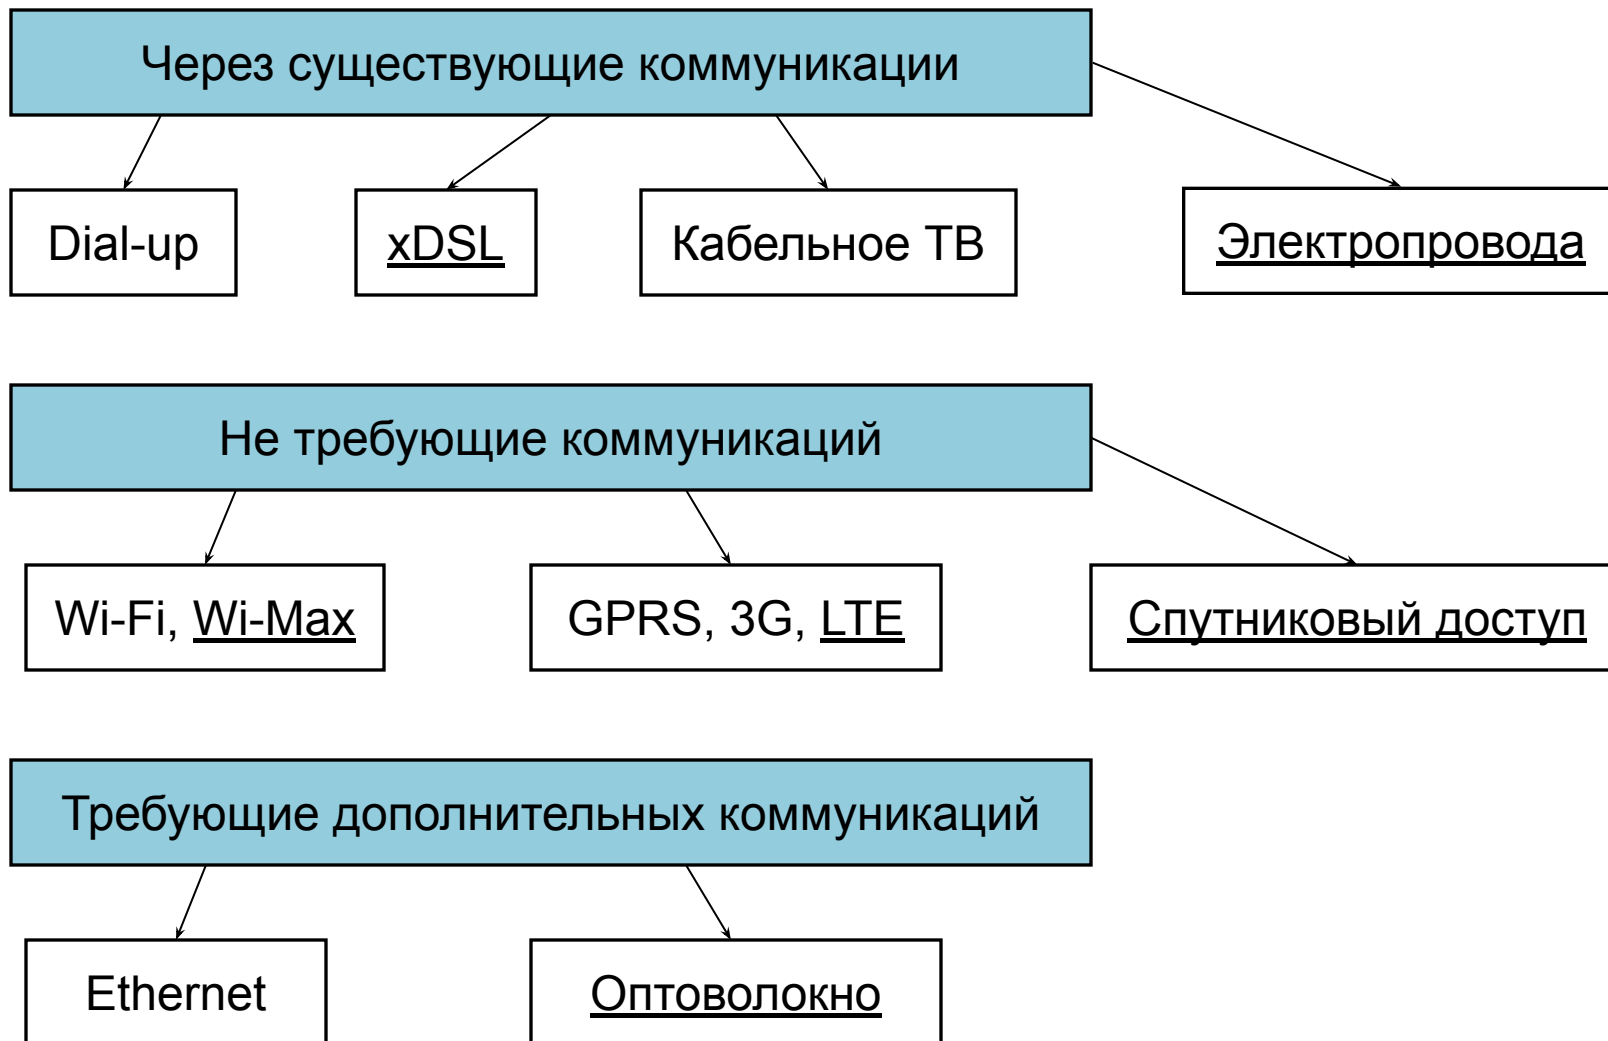 Через существующие коммуникации
Dial-up
xDSL
Кабельное ТВ
Электропровода
Не требующие коммуникаций
Wi-Fi, Wi-Max
GPRS, 3G, LTE
Спутниковый доступ
Требующие дополнительных коммуникаций
Ethernet
Оптоволокно